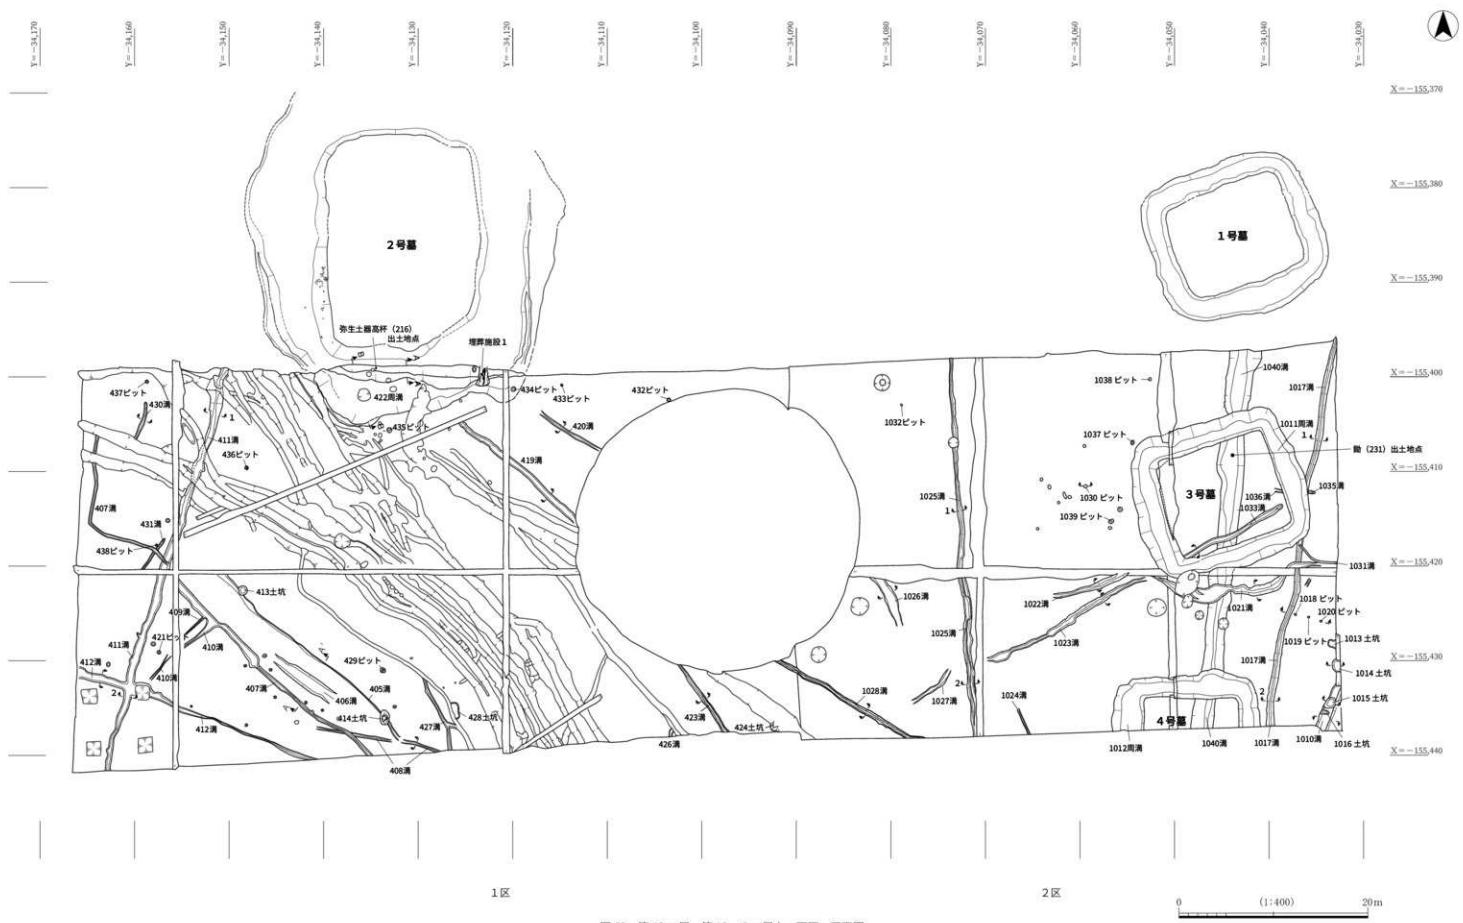 Y=-34,170
Y=-34,160
Y=-34,150
Y=-34,140
Y=-34,130
Y=-34,120
Y=-34,110
Y=-34,100
Y=-34,090
Y=-34,080
Y=-34,070
Y=-34,060
Y=-34,050
Y=-34,040
Y=-34,030
X=-155,370
X=-155,380
X=-155,390
X=-155,400
X=-155,410
X=-155,420
X=-155,430
X=-155,440
2号墓
1号墓
弥生土器高杯(216)
出土地点
埋葬施設1
437ピット
430溝
1
411溝
436ピット
422周溝
435ピット
434ピット
433ピット
432ピット
420溝
419溝
407溝
431溝
438ピット
1032ピット
1038ピット
1040溝
1017溝
1037ピット
1011周溝
1
鋤(231)出土地点
1030ピット
3号墓
1036溝
1035溝
1025溝
1
1039ピット
1033溝
2
1031溝
413土坑
409溝
421ピット
411溝
410溝
412溝
410溝
429ピット
407溝
406溝
405溝
2
414土坑
427溝
428土坑
412溝
408溝
1026溝
1025溝
1022溝
1023溝
1021溝
1018ピット
1020ピット
1019ピット
1013土坑
1017溝
1014土坑
2
1028溝
1027溝
1024溝
2
1015土坑
423溝
424土坑
426溝
4号墓
1012周溝
1040溝
1017溝
1010溝
1016土坑
1区
2区
0
(1:400)
20m